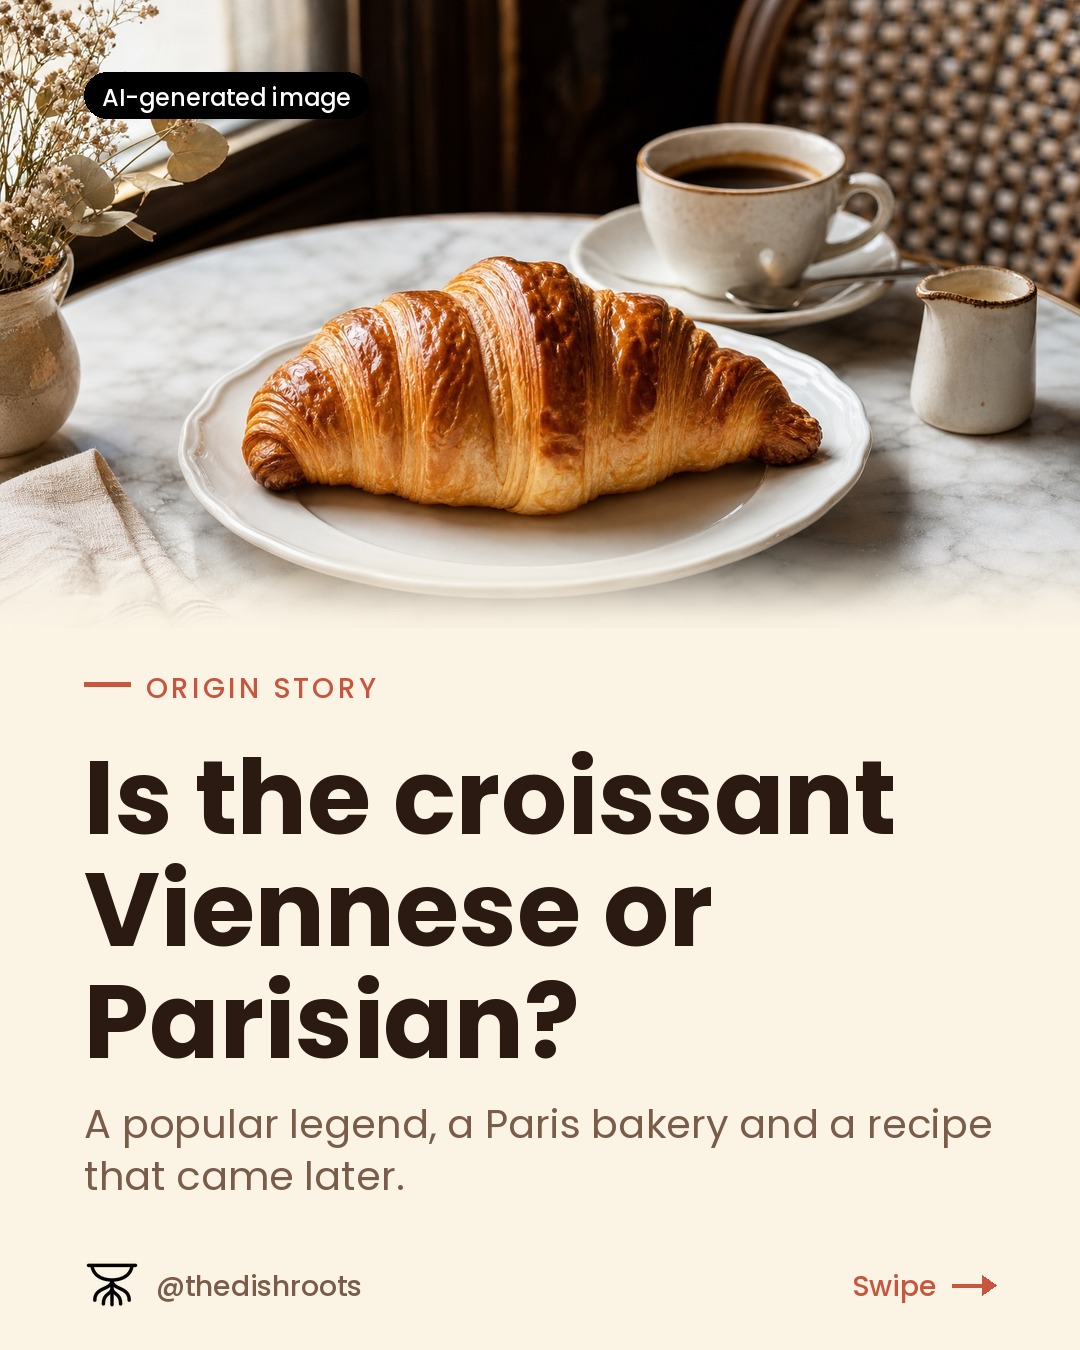 AI-generated image
ORIGIN STORY
Is the croissant
Viennese or
Parisian?
A popular legend, a Paris bakery and a recipe
that came later.
@thedishroots
Swipe